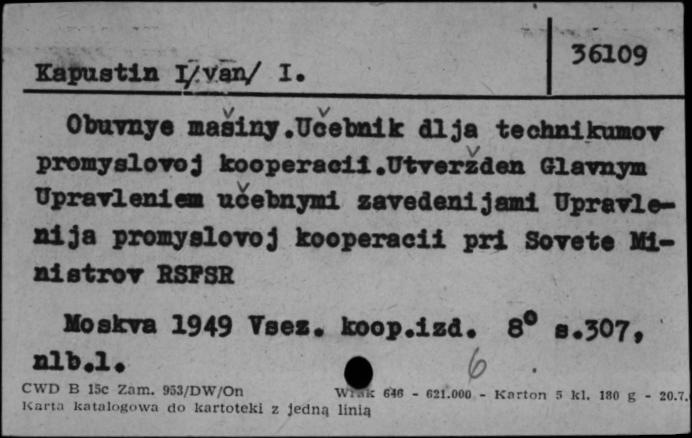 36109
Kapustin I/van/ I.
Obuvnye mašiny.Učebnik dlja technikumov
promyslovoj kooperacii.Utveržden Glavnym
Upravleniem učebnymi zavedenijami Upravle-
nija promyslovoj kooperacii pri Sovete Mi-
nistrov RSFSR
Moskva 1949 Vsez. koop.izd. 8° s.307,
nlb.1.
6
CWD B 15c Zam. 953/DW/On W-k 646 - 621.000 - Karton 5 kl. 180 g - 20.7.
Karta katalogowa do kartoteki z jedną linią